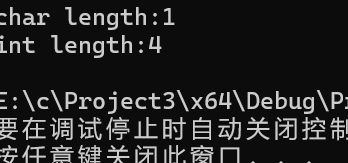 char length:1
int length:4
E:\c\Project3\x64\Debug\Pr
要在调试停止时自动关闭控制
按任意键关闭此窗口. . .